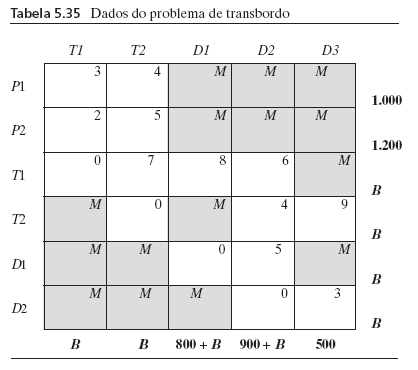 Tabela 5.35 Dados do problema de transbordo
T1 T2 D1 D2 D3
P1 3 4 M M M 1.000
P2 2 5 M M M 1.200
T1 0 7 8 6 M B
T2 M 0 M 4 9 B
D1 M M 0 5 M B
D2 M M M 0 3 B
B B 800 + B 900 + B 500